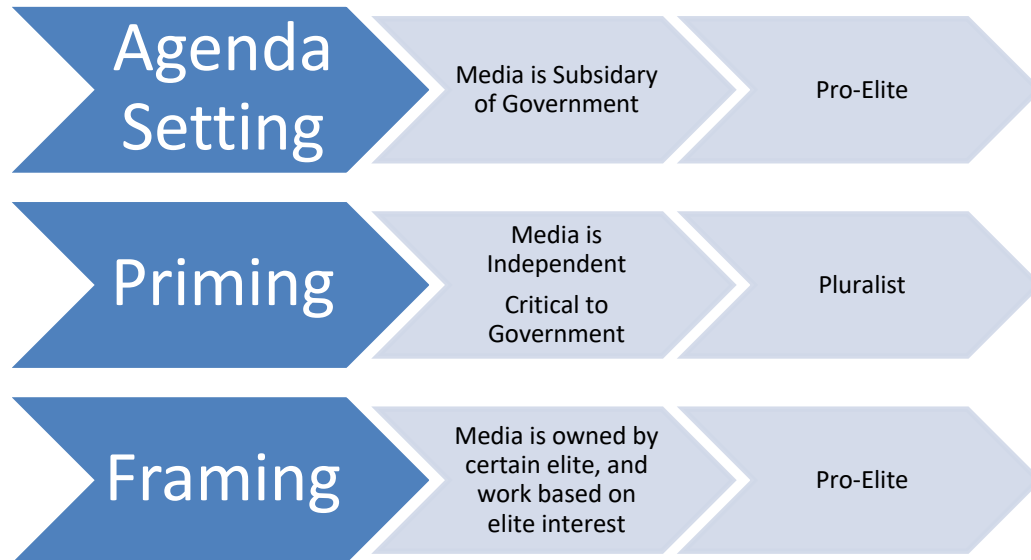 Agenda
Setting
Media is Subsidary
of Government
Pro-Elite
Priming
Media is
Independent
Critical to
Government
Pluralist
Framing
Media is owned by
certain elite, and
work based on
elite interest
Pro-Elite